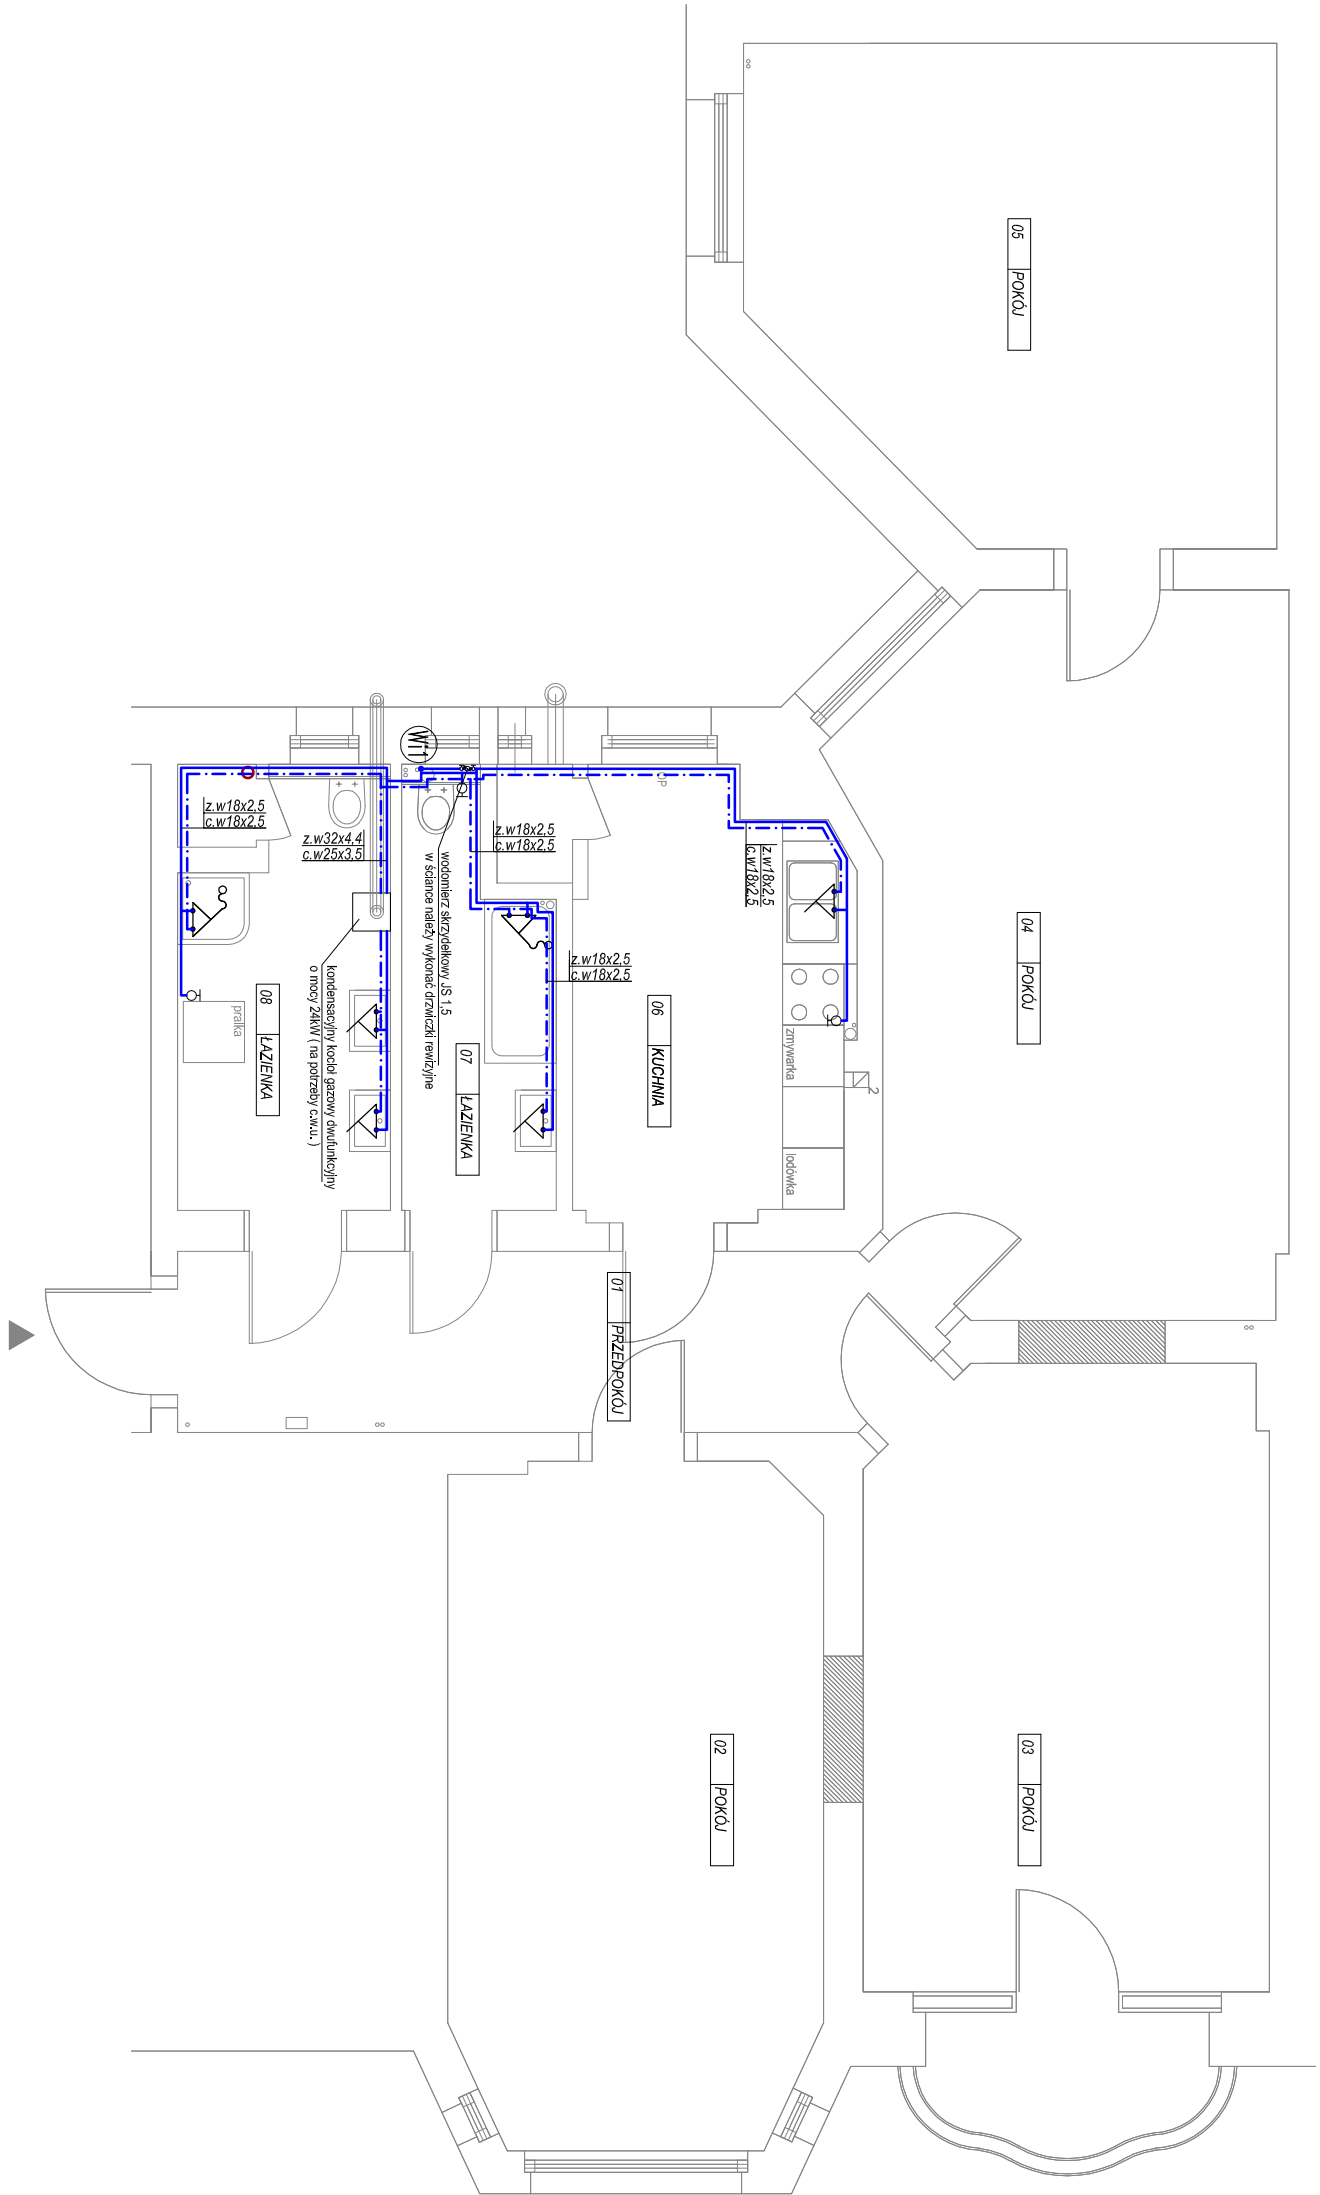 05 POKÓJ
04 POKÓJ
Wi1
z.w18x2,5
c.w18x2,5
z.w32x4,4
c.w25x3,5
z.w18x2,5
c.w18x2,5
z.w18x2,5
c.w18x2,5
z.w18x2,5
c.w18x2,5
wodomierz skrzydełkowy JS 1,5
w ściance należy wykonać drzwiczki rewizyjne
kondensacyjny kocioł gazowy dwufunkcyjny
o mocy 24kW ( na potrzeby c.w.u. )
pralka
08 ŁAZIENKA
07 ŁAZIENKA
06 KUCHNIA
zmywarka
lodówka
2
01 PRZEDPOKÓJ
02 POKÓJ
03 POKÓJ